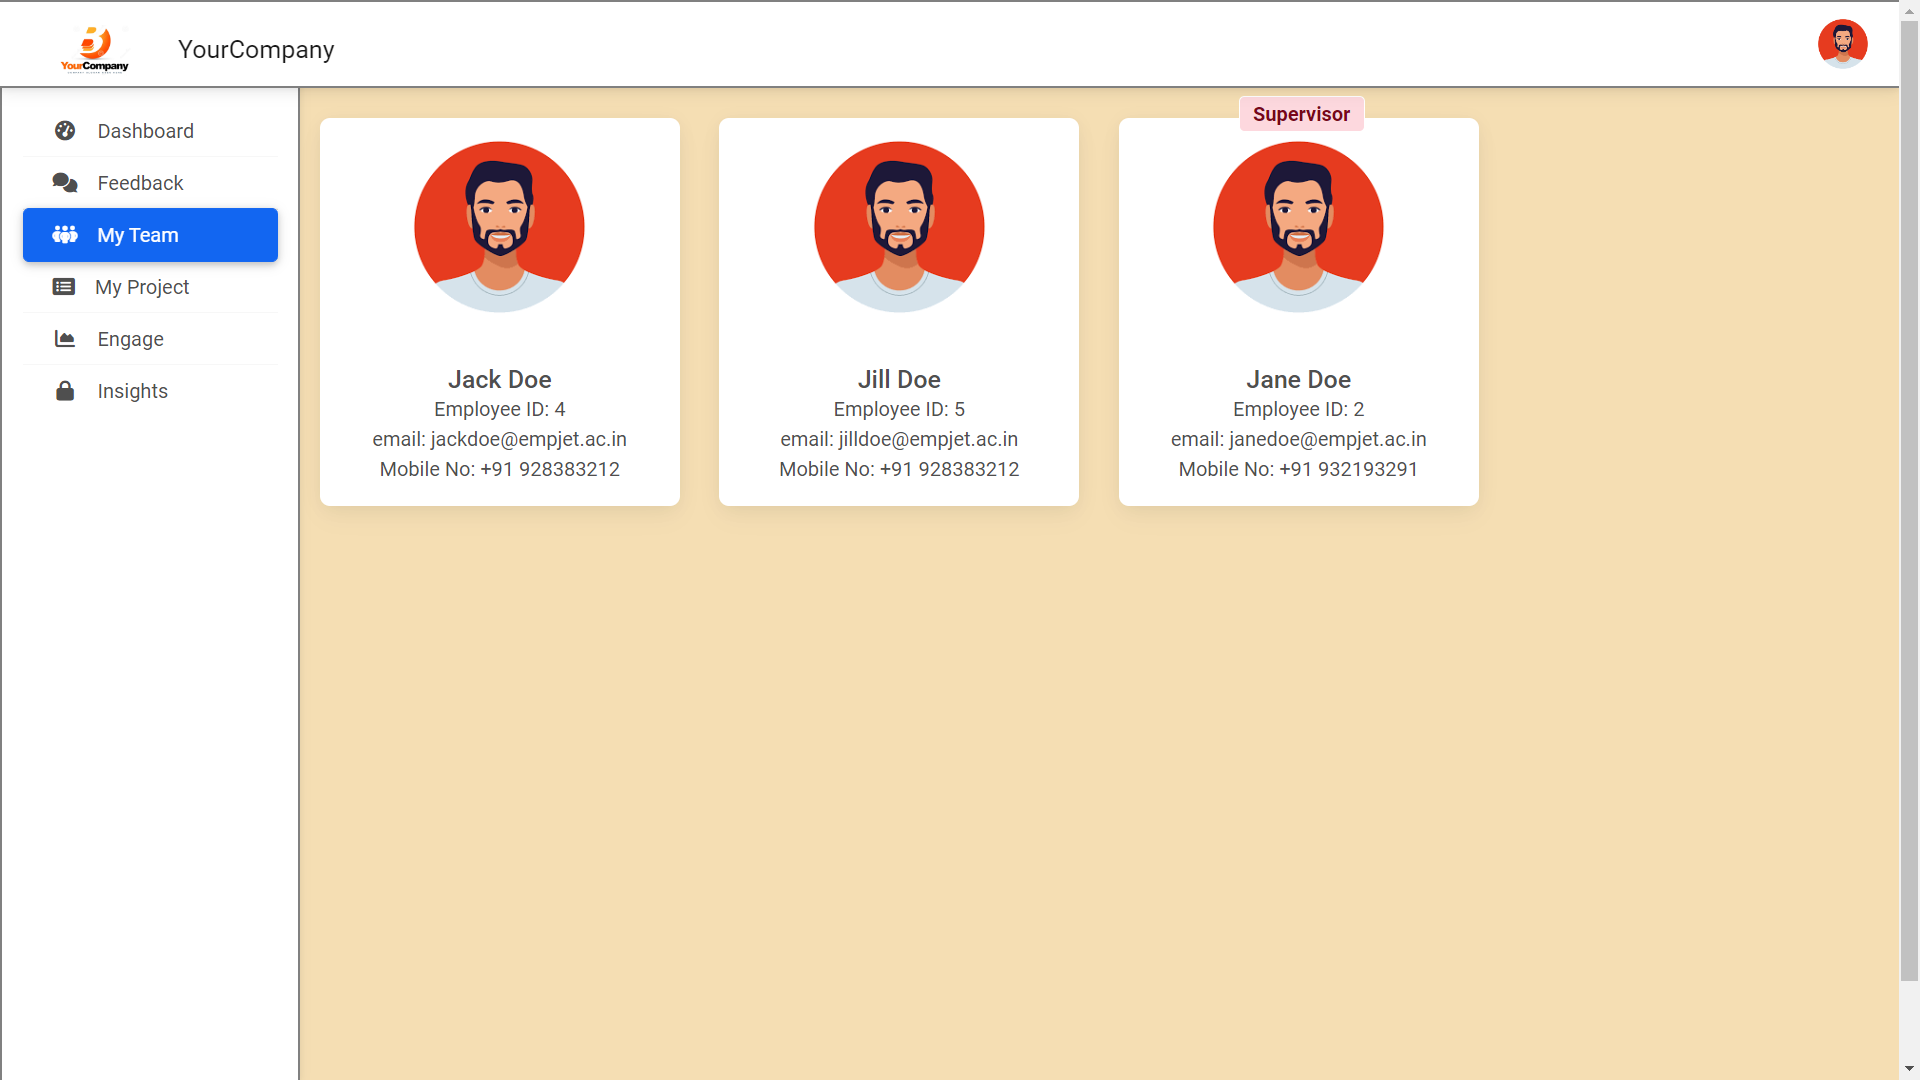 YourCompany
YourCompany
Dashboard
Feedback
My Team
My Project
Engage
Insights
Jack Doe
Employee ID: 4
email: jackdoe@empjet.ac.in
Mobile No: +91 928383212
Jill Doe
Employee ID: 5
email: jilldoe@empjet.ac.in
Mobile No: +91 928383212
Supervisor
Jane Doe
Employee ID: 2
email: janedoe@empjet.ac.in
Mobile No: +91 932193291